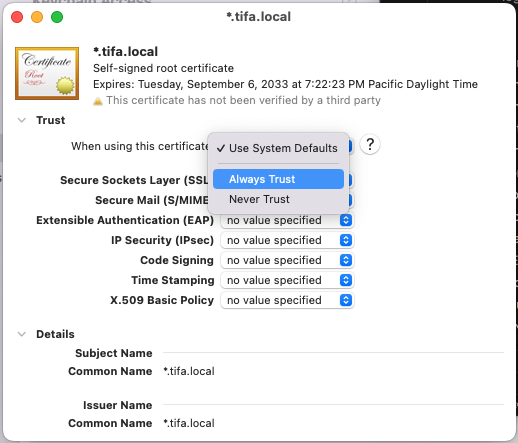 *.tifa.local
Certificate
Root
*.tifa.local
Self-signed root certificate
Expires: Tuesday, September 6, 2033 at 7:22:23 PM Pacific Daylight Time
This certificate has not been verified by a third party
Trust
When using this certificate
✓ Use System Defaults
?
Always Trust
Never Trust
Secure Sockets Layer (SSL
Secure Mail (S/MIME
Extensible Authentication (EAP) no value specified
IP Security (IPsec) no value specified
Code Signing no value specified
Time Stamping no value specified
X.509 Basic Policy no value specified
Details
Subject Name
Common Name *.tifa.local
Issuer Name
Common Name *.tifa.local